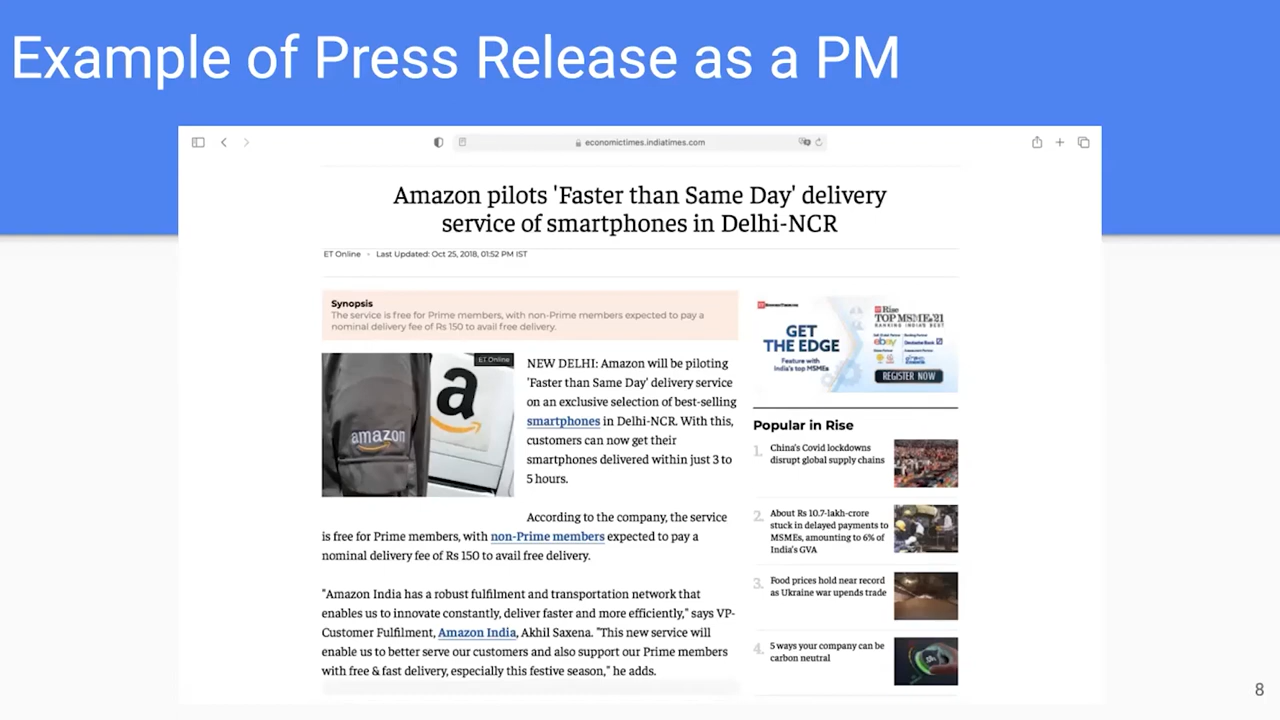 Example of Press Release as a PM
economictimes.indiatimes.com
Amazon pilots 'Faster than Same Day' delivery
service of smartphones in Delhi-NCR
ET Online - Last Updated: Oct 25, 2018, 01:52 PM IST
Synopsis
The service is free for Prime members, with non-Prime members expected to pay a
nominal delivery fee of Rs 150 to avail free delivery.
ET Online
amazon
a
NEW DELHI: Amazon will be piloting
'Faster than Same Day' delivery service
on an exclusive selection of best-selling
smartphones in Delhi-NCR. With this,
customers can now get their
smartphones delivered within just 3 to
5 hours.
According to the company, the service
is free for Prime members, with non-Prime members expected to pay a
nominal delivery fee of Rs 150 to avail free delivery.
"Amazon India has a robust fulfilment and transportation network that
enables us to innovate constantly, deliver faster and more efficiently," says VP-
Customer Fulfilment, Amazon India, Akhil Saxena. "This new service will
enable us to better serve our customers and also support our Prime members
with free & fast delivery, especially this festive season," he adds.
GET
THE EDGE
Feature with
India's top MSMEs
Rise
TOP MSME'21
RANKING INDIA'S BEST
ebay
Deutsche Bank
REGISTER NOW
Popular in Rise
1. China's Covid lockdowns
disrupt global supply chains
2. About Rs 10.7-lakh-crore
stuck in delayed payments to
MSMEs, amounting to 6% of
India's GVA
3. Food prices hold near record
as Ukraine war upends trade
4. 5 ways your company can be
carbon neutral
8